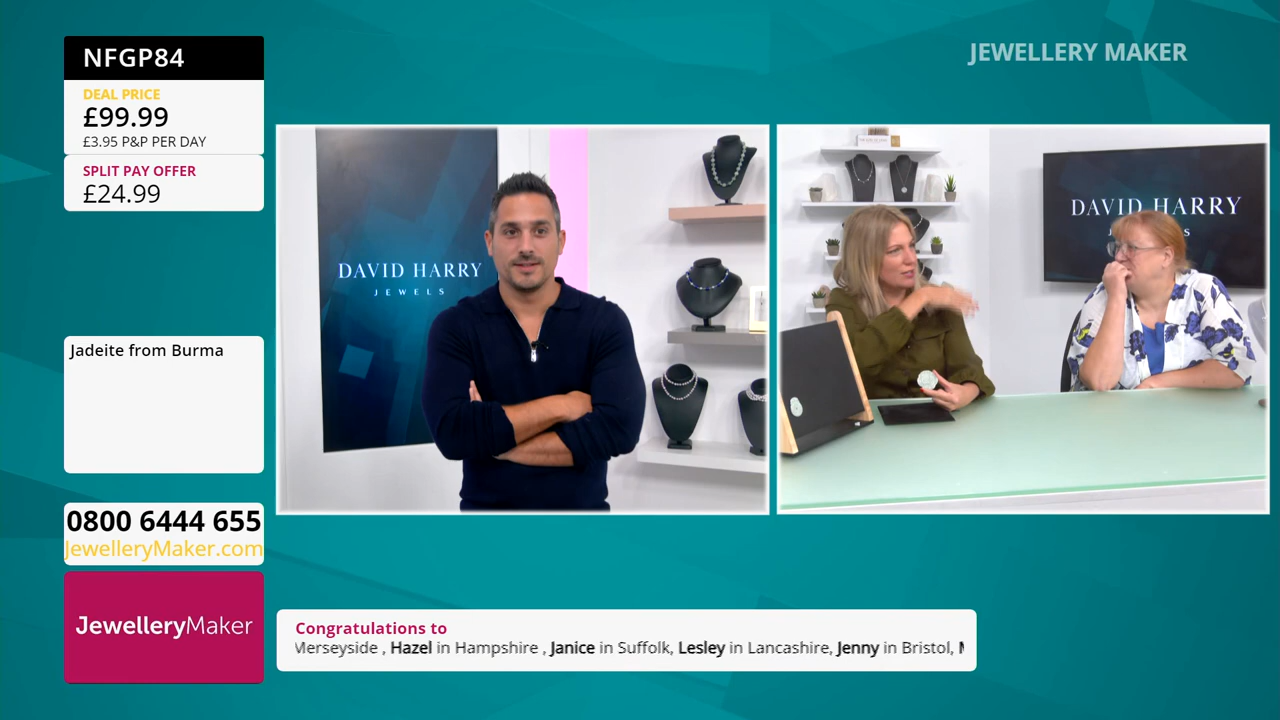 NFGP84
DEAL PRICE
£99.99
£3.95 P&P PER DAY
SPLIT PAY OFFER
£24.99
Jadeite from Burma
0800 6444 655
JewelleryMaker.com
JewelleryMaker
JEWELLERY MAKER
DAVID HARRY
JEWELS
DAVID HARRY
Congratulations to
Merseyside , Hazel in Hampshire , Janice in Suffolk, Lesley in Lancashire, Jenny in Bristol,